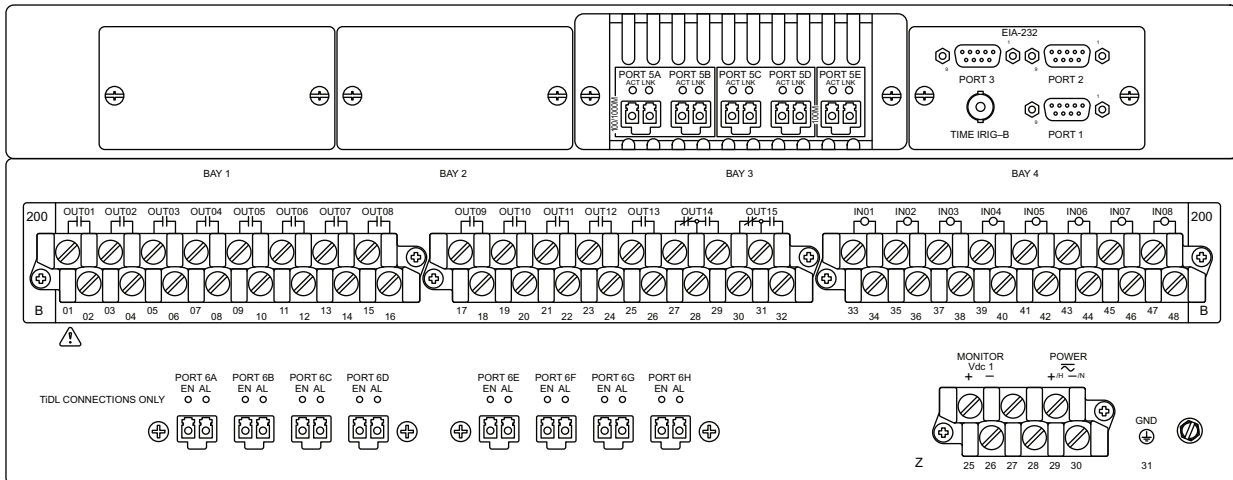 EIA-232
PORT 5A PORT 5B PORT 5C PORT 5D PORT 5E
ACT LNK ACT LNK ACT LNK ACT LNK ACT LNK
100/1000M
100M
1 1
9 9
PORT 3 PORT 2
1
9
TIME IRIG–B PORT 1
BAY 1 BAY 2 BAY 3 BAY 4
200 OUT01 OUT02 OUT03 OUT04 OUT05 OUT06 OUT07 OUT08 OUT09 OUT10 OUT11 OUT12 OUT13 OUT14 OUT15 IN01 IN02 IN03 IN04 IN05 IN06 IN07 IN08 200
B 01 02 03 04 05 06 07 08 09 10 11 12 13 14 15 16 17 18 19 20 21 22 23 24 25 26 27 28 29 30 31 32 33 34 35 36 37 38 39 40 41 42 43 44 45 46 47 48 B
PORT 6A PORT 6B PORT 6C PORT 6D PORT 6E PORT 6F PORT 6G PORT 6H
EN AL EN AL EN AL EN AL EN AL EN AL EN AL EN AL
TiDL CONNECTIONS ONLY
MONITOR POWER
Vdc 1
+ – +/H –/N
GND
Z 25 26 27 28 29 30 31